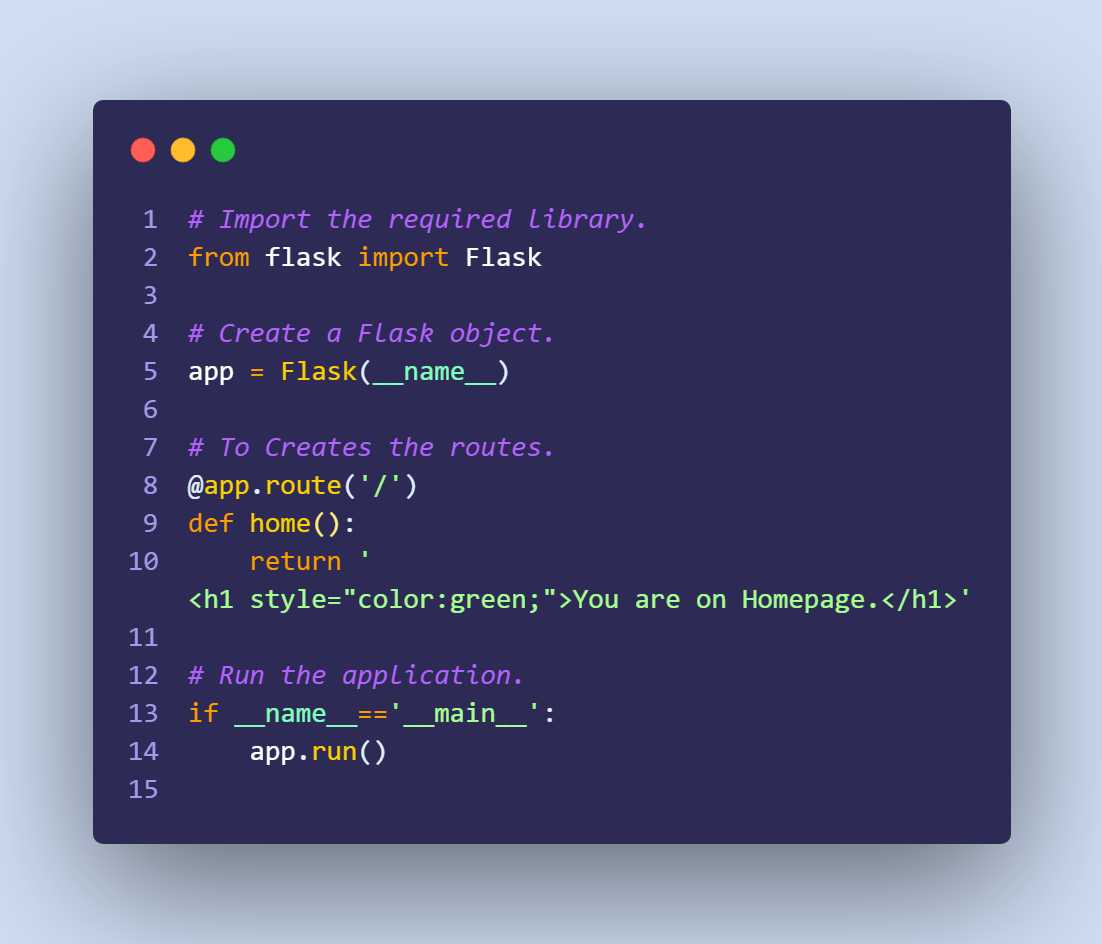 1 # Import the required library.
2 from flask import Flask
3
4 # Create a Flask object.
5 app = Flask(__name__)
6
7 # To Creates the routes.
8 @app.route('/')
9 def home():
10     return '
<h1 style="color:green;">You are on Homepage.</h1>'
11
12 # Run the application.
13 if __name__=='__main__':
14     app.run()
15